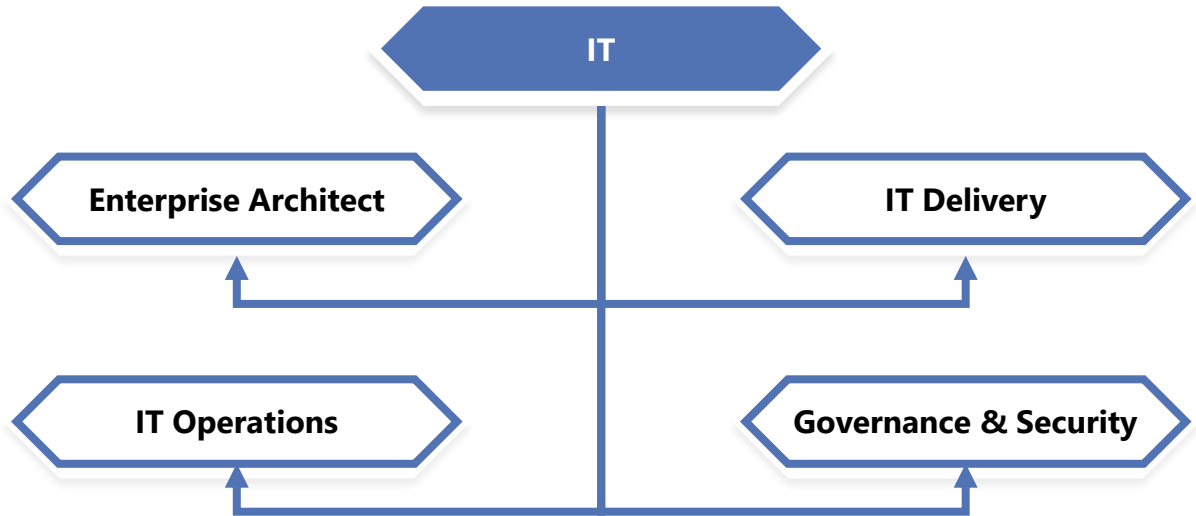 IT
Enterprise Architect
IT Delivery
IT Operations
Governance & Security